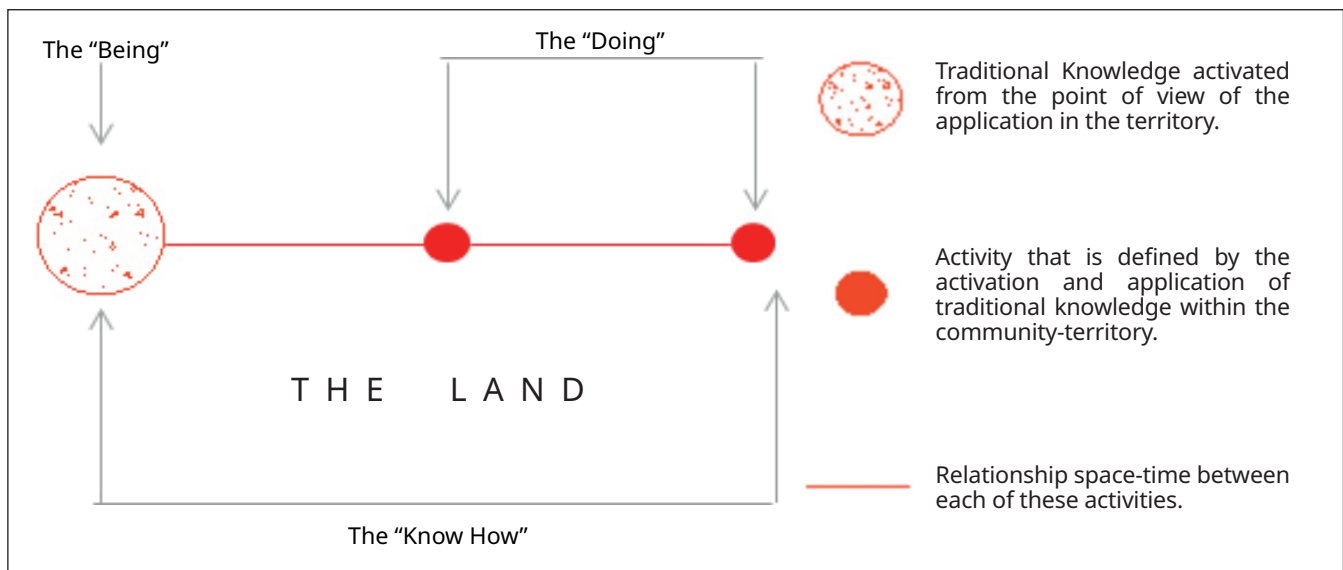 The “Being”
The “Doing”
Traditional Knowledge activated
from the point of view of the
application in the territory.
Activity that is defined by the
activation and application of
traditional knowledge within the
community-territory.
THE LAND
Relationship space-time between
each of these activities.
The “Know How”